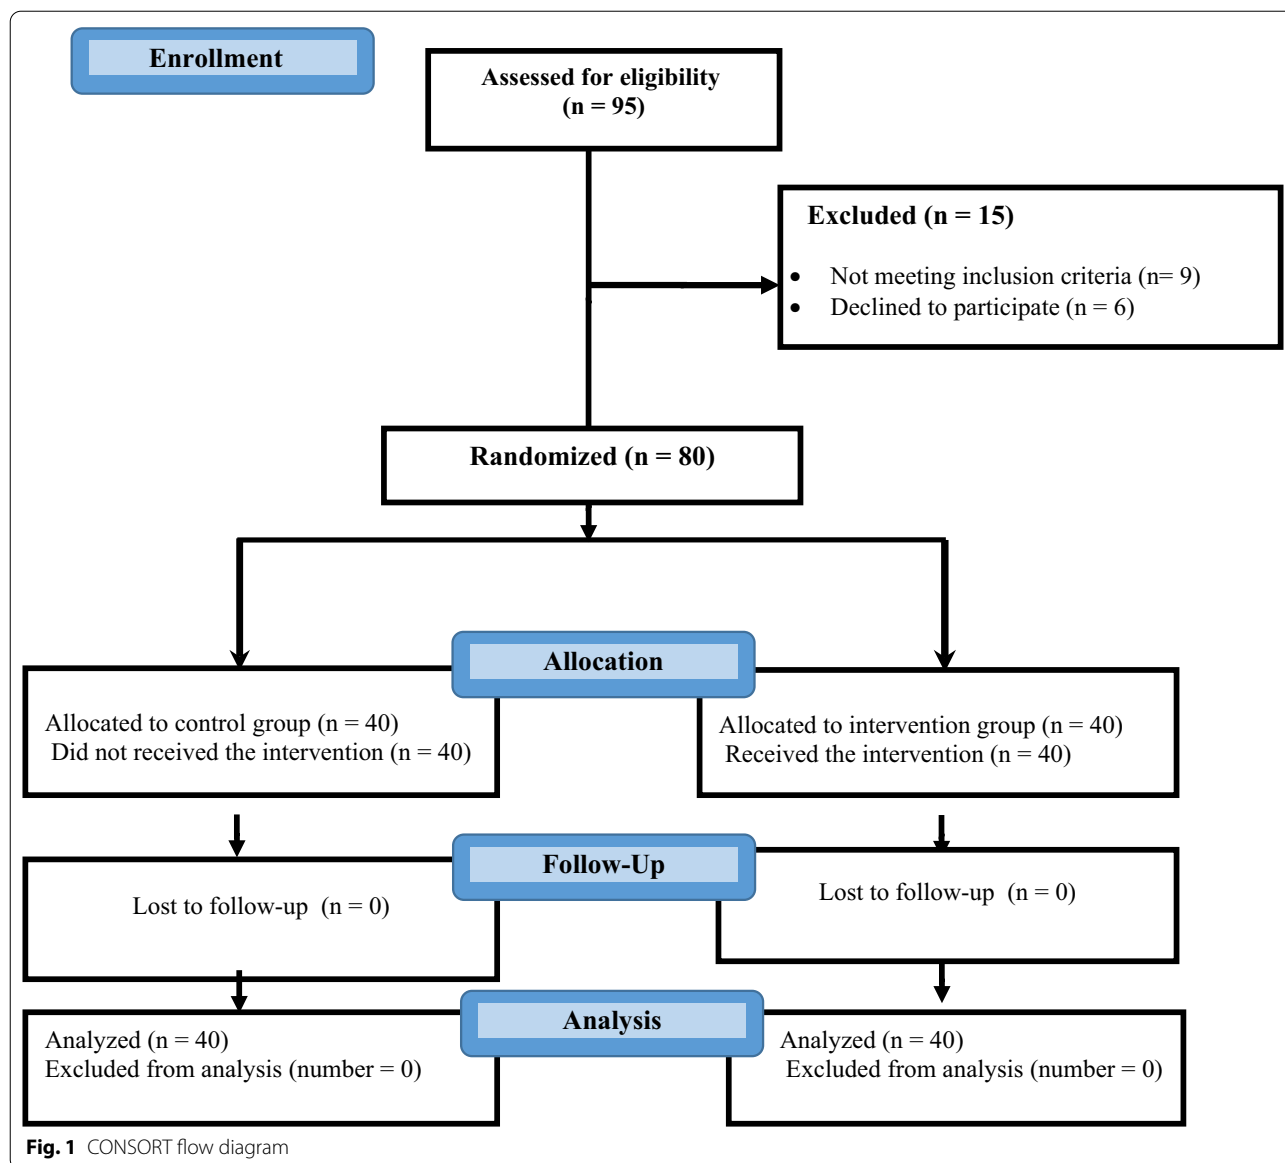 Enrollment
Assessed for eligibility
(n = 95)
Excluded (n = 15)
• Not meeting inclusion criteria (n= 9)
• Declined to participate (n = 6)
Randomized (n = 80)
Allocation
Allocated to control group (n = 40)
Did not received the intervention (n = 40)
Allocated to intervention group (n = 40)
Received the intervention (n = 40)
Follow-Up
Lost to follow-up (n = 0)
Lost to follow-up (n = 0)
Analysis
Analyzed (n = 40)
Excluded from analysis (number = 0)
Analyzed (n = 40)
Excluded from analysis (number = 0)
Fig. 1 CONSORT flow diagram